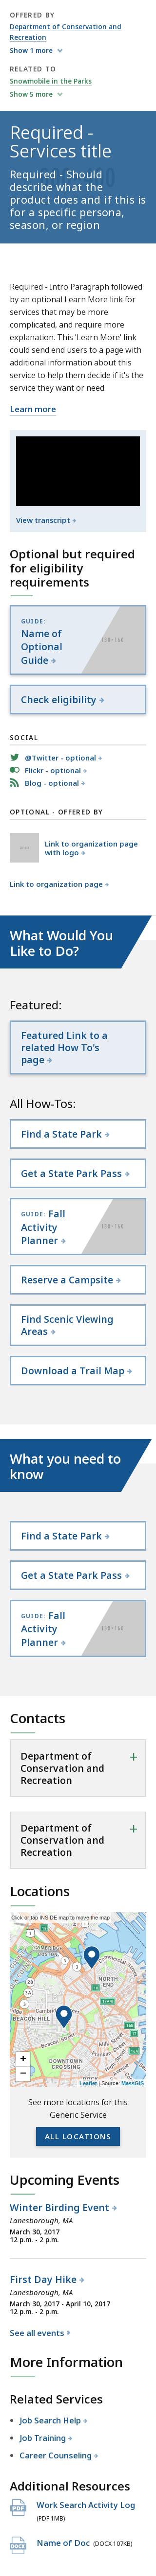 OFFERED BY
Department of Conservation and
Recreation
Show 1 more
RELATED TO
Snowmobile in the Parks
Show 5 more
Required -
Services title
Required - Should
describe what the
product does and if this is
for a specific persona,
season, or region
Required - Intro Paragraph followed
by an optional Learn More link for
services that may be more
complicated, and require more
explanation. This 'Learn More' link
could send end users to a page with
additional information about this
service to help them decide if it's the
service they want or need.
Learn more
View transcript
Optional but required
for eligibility
requirements
GUIDE:
Name of
Optional
Guide
130×160
Check eligibility
SOCIAL
@Twitter - optional
Flickr - optional
Blog - optional
OPTIONAL - OFFERED BY
Link to organization page
with logo
Link to organization page
What Would You
Like to Do?
Featured:
Featured Link to a
related How To's
page
All How-Tos:
Find a State Park
Get a State Park Pass
GUIDE: Fall
Activity
Planner
130×160
Reserve a Campsite
Find Scenic Viewing
Areas
Download a Trail Map
What you need to
know
Find a State Park
Get a State Park Pass
GUIDE: Fall
Activity
Planner
130×160
Contacts
Department of
Conservation and
Recreation
+
Department of
Conservation and
Recreation
+
Locations
Click or tap INSIDE the map to move the map
NORTH
END
BEACON HILL
Cambridge
Beacon Street
DOWNTOWN
CROSSING
+
−
Leaflet | Source: MassGIS
See more locations for this
Generic Service
ALL LOCATIONS
Upcoming Events
Winter Birding Event
Lanesborough, MA
March 30, 2017
12 p.m. - 2 p.m.
First Day Hike
Lanesborough, MA
March 30, 2017 - April 10, 2017
12 p.m. - 2 p.m.
See all events
More Information
Related Services
Job Search Help
Job Training
Career Counseling
Additional Resources
PDF
Work Search Activity Log
(PDF 1MB)
DOCX
Name of Doc (DOCX 107KB)